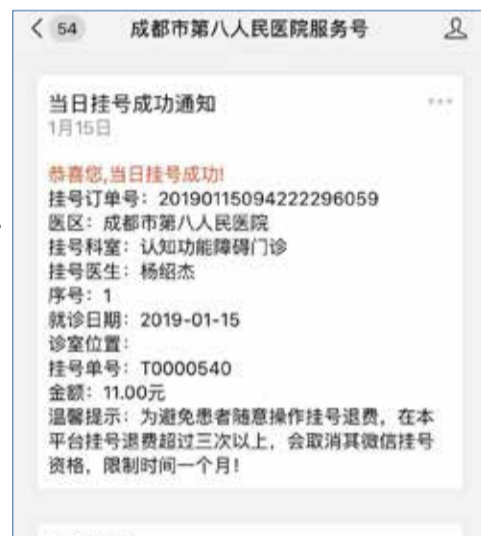 54 成都市第八人民医院服务号
当日挂号成功通知
1月15日
恭喜您,当日挂号成功!
挂号订单号：20190115094222296059
医区：成都市第八人民医院
挂号科室：认知功能障碍门诊
挂号医生：杨绍杰
序号：1
就诊日期：2019-01-15
诊室位置：
挂号单号：T0000540
金额：11.00元
温馨提示：为避免患者随意操作挂号退费，在本
平台挂号退费超过三次以上，会取消其微信挂号
资格，限制时间一个月!